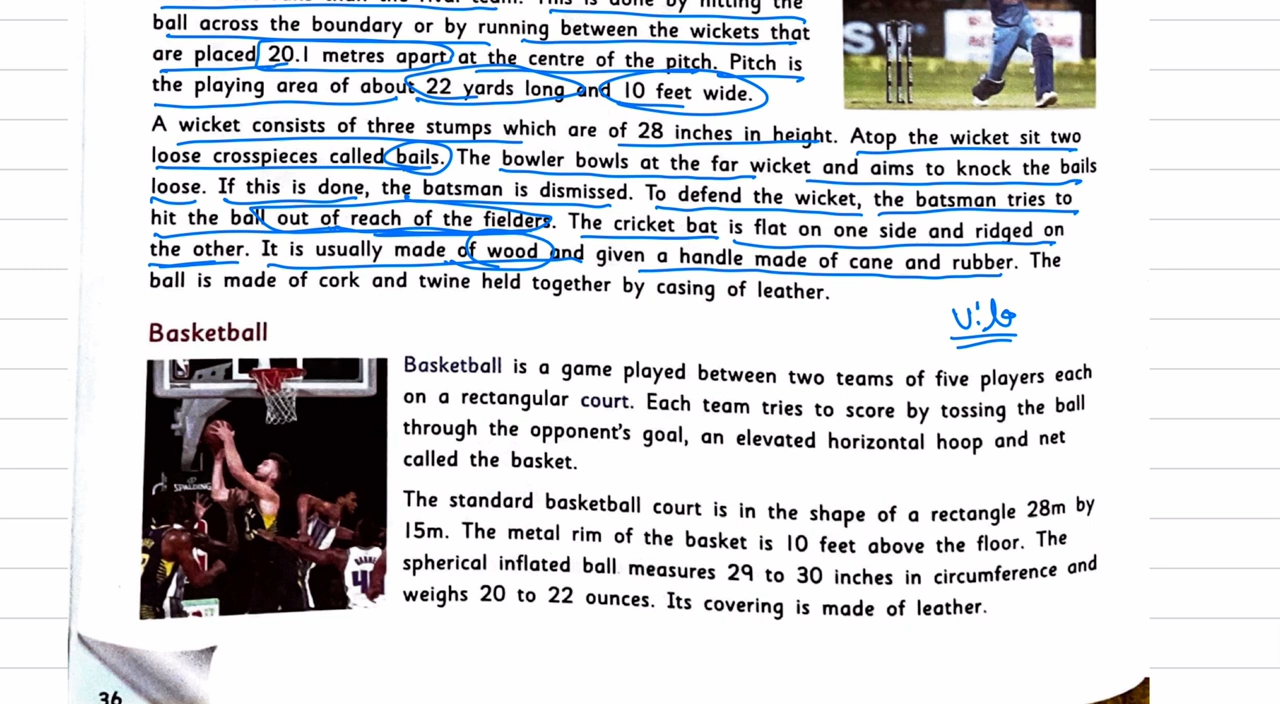 ball across the boundary or by running between the wickets that
are placed 20.1 metres apart at the centre of the pitch. Pitch is
the playing area of about 22 yards long and 10 feet wide.
A wicket consists of three stumps which are of 28 inches in height. Atop the wicket sit two
loose crosspieces called bails. The bowler bowls at the far wicket and aims to knock the bails
loose. If this is done, the batsman is dismissed. To defend the wicket, the batsman tries to
hit the ball out of reach of the fielders. The cricket bat is flat on one side and ridged on
the other. It is usually made of wood and given a handle made of cane and rubber. The
ball is made of cork and twine held together by casing of leather.
Basketball
Basketball is a game played between two teams of five players each
on a rectangular court. Each team tries to score by tossing the ball
through the opponent's goal, an elevated horizontal hoop and net
called the basket.
SPALDING
The standard basketball court is in the shape of a rectangle 28m by
15m. The metal rim of the basket is 10 feet above the floor. The
spherical inflated ball measures 29 to 30 inches in circumference and
weighs 20 to 22 ounces. Its covering is made of leather.
36